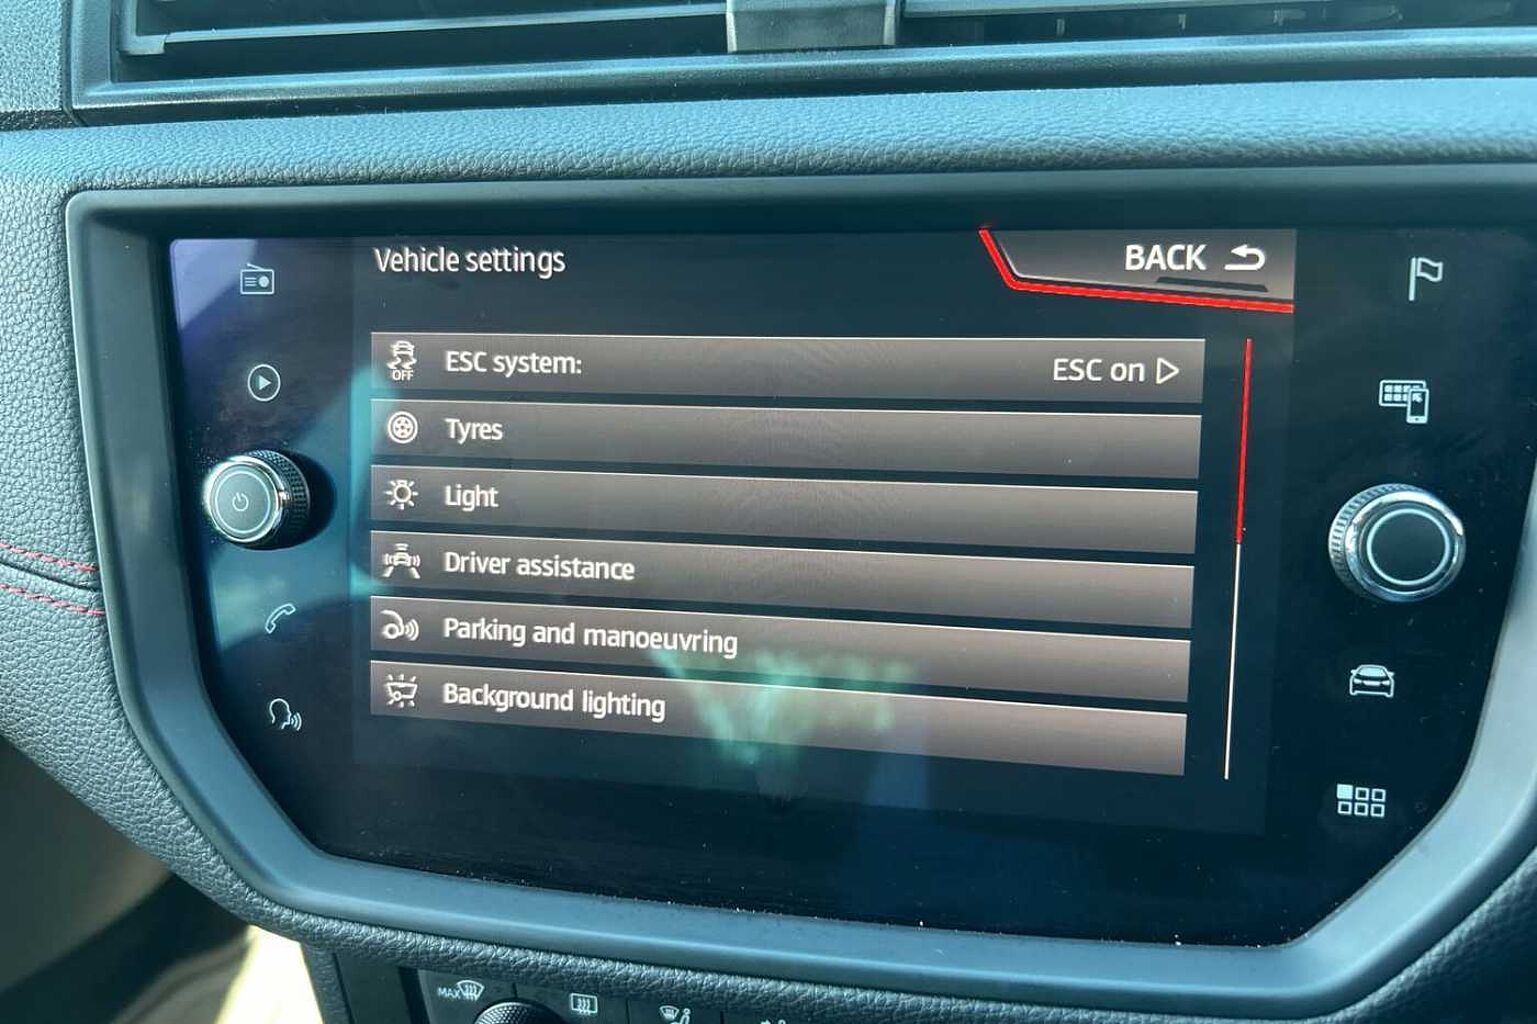 Vehicle settings
BACK
OFF
ESC system:
ESC on
Tyres
Light
Driver assistance
Parking and manoeuvring
Background lighting
MAX